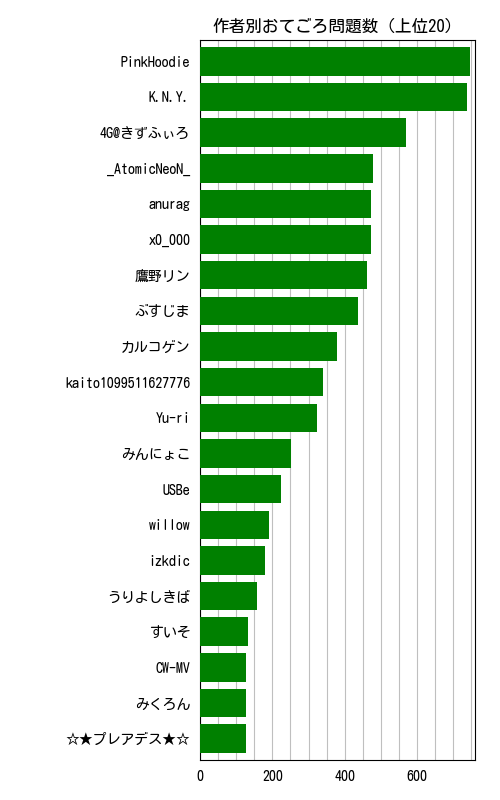 作者別おてごろ問題数（上位20）
PinkHoodie
K.N.Y.
4G@きずふぃろ
_AtomicNeoN_
anurag
x0_000
鷹野リン
ぶすじま
カルコゲン
kaito1099511627776
Yu-ri
みんにょこ
USBe
willow
izkdic
うりよしきば
すいそ
CW-MV
みくろん
☆★プレアデス★☆
0 200 400 600